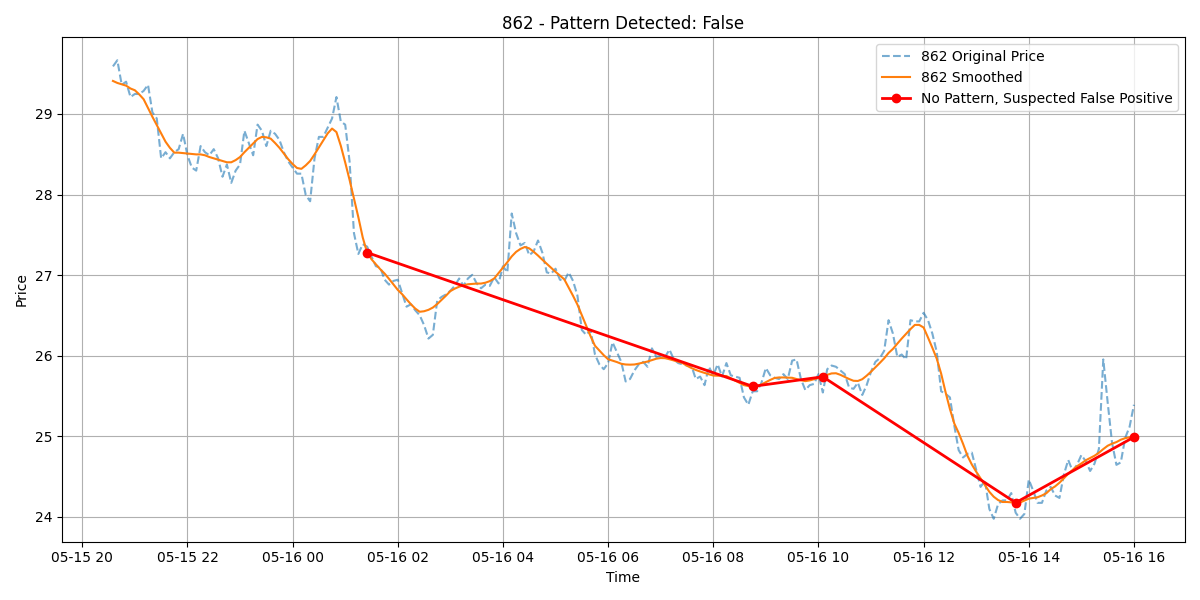 862 - Pattern Detected: False
862 Original Price
862 Smoothed
No Pattern, Suspected False Positive
Price
29
28
27
26
25
24
05-15 20
05-15 22
05-16 00
05-16 02
05-16 04
05-16 06
05-16 08
05-16 10
05-16 12
05-16 14
05-16 16
Time